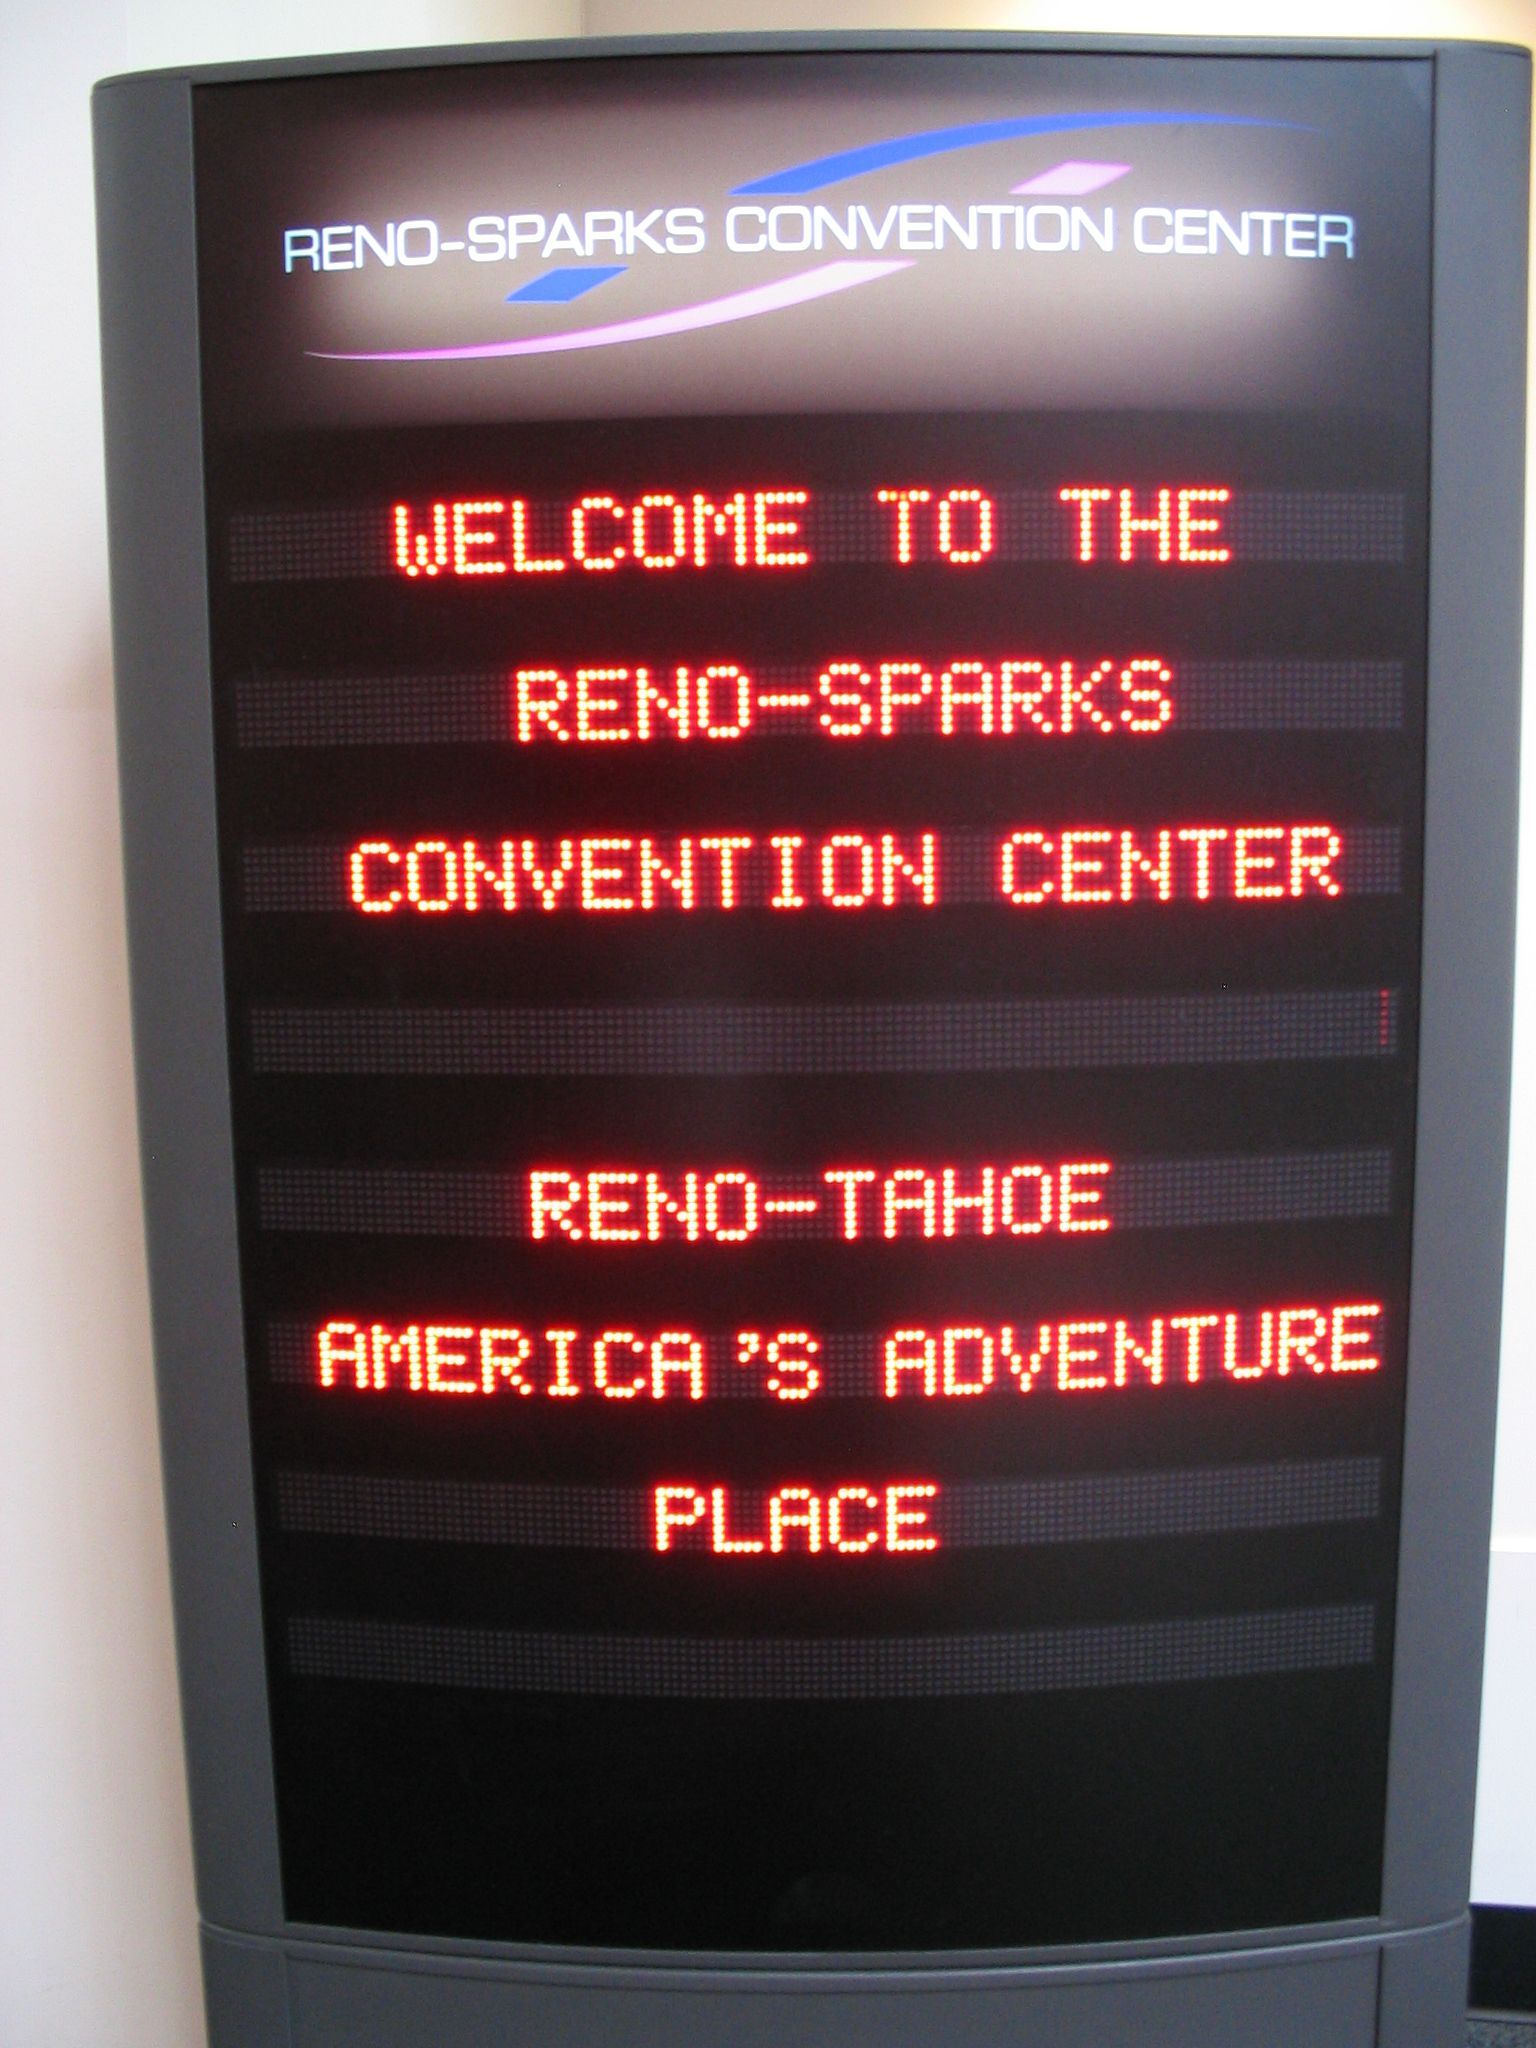 RENO-SPARKS CONVENTION CENTER
WELCOME TO THE
RENO-SPARKS
CONVENTION CENTER
RENO-TAHOE
AMERICA'S ADVENTURE
PLACE